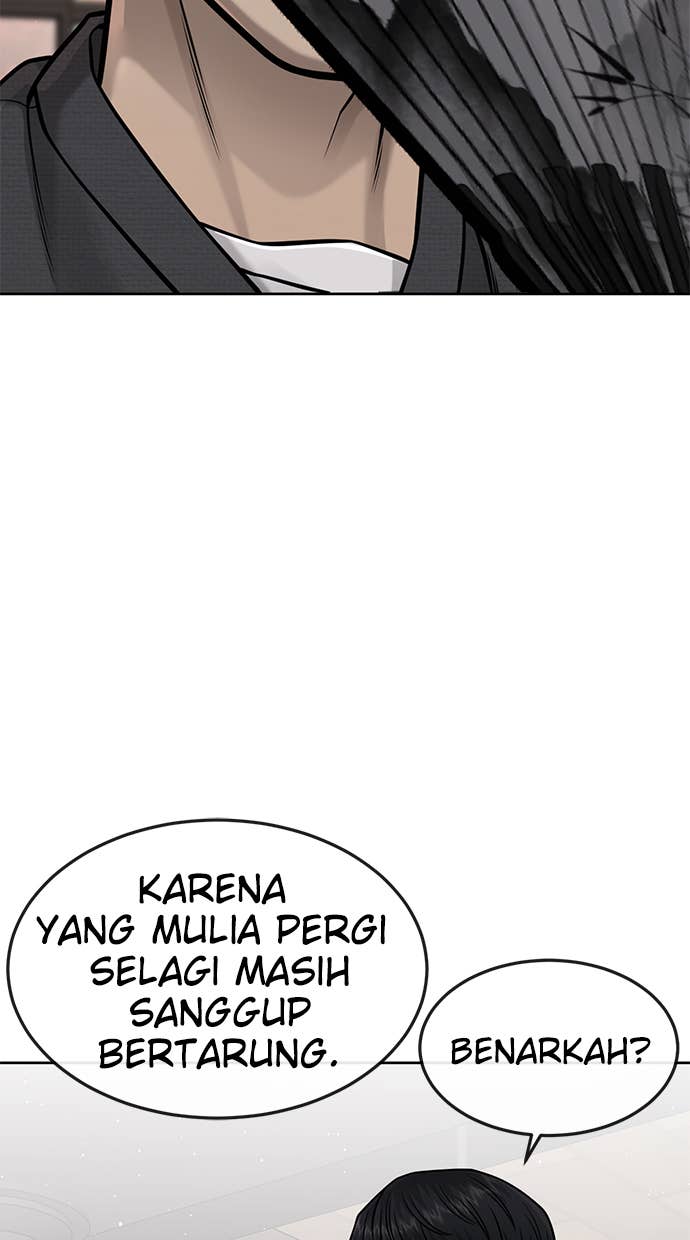 KARENA
YANG MULIA PERGI
SELAGI MASIH
SANGGUP
BERTARUNG.
BENARKAH?